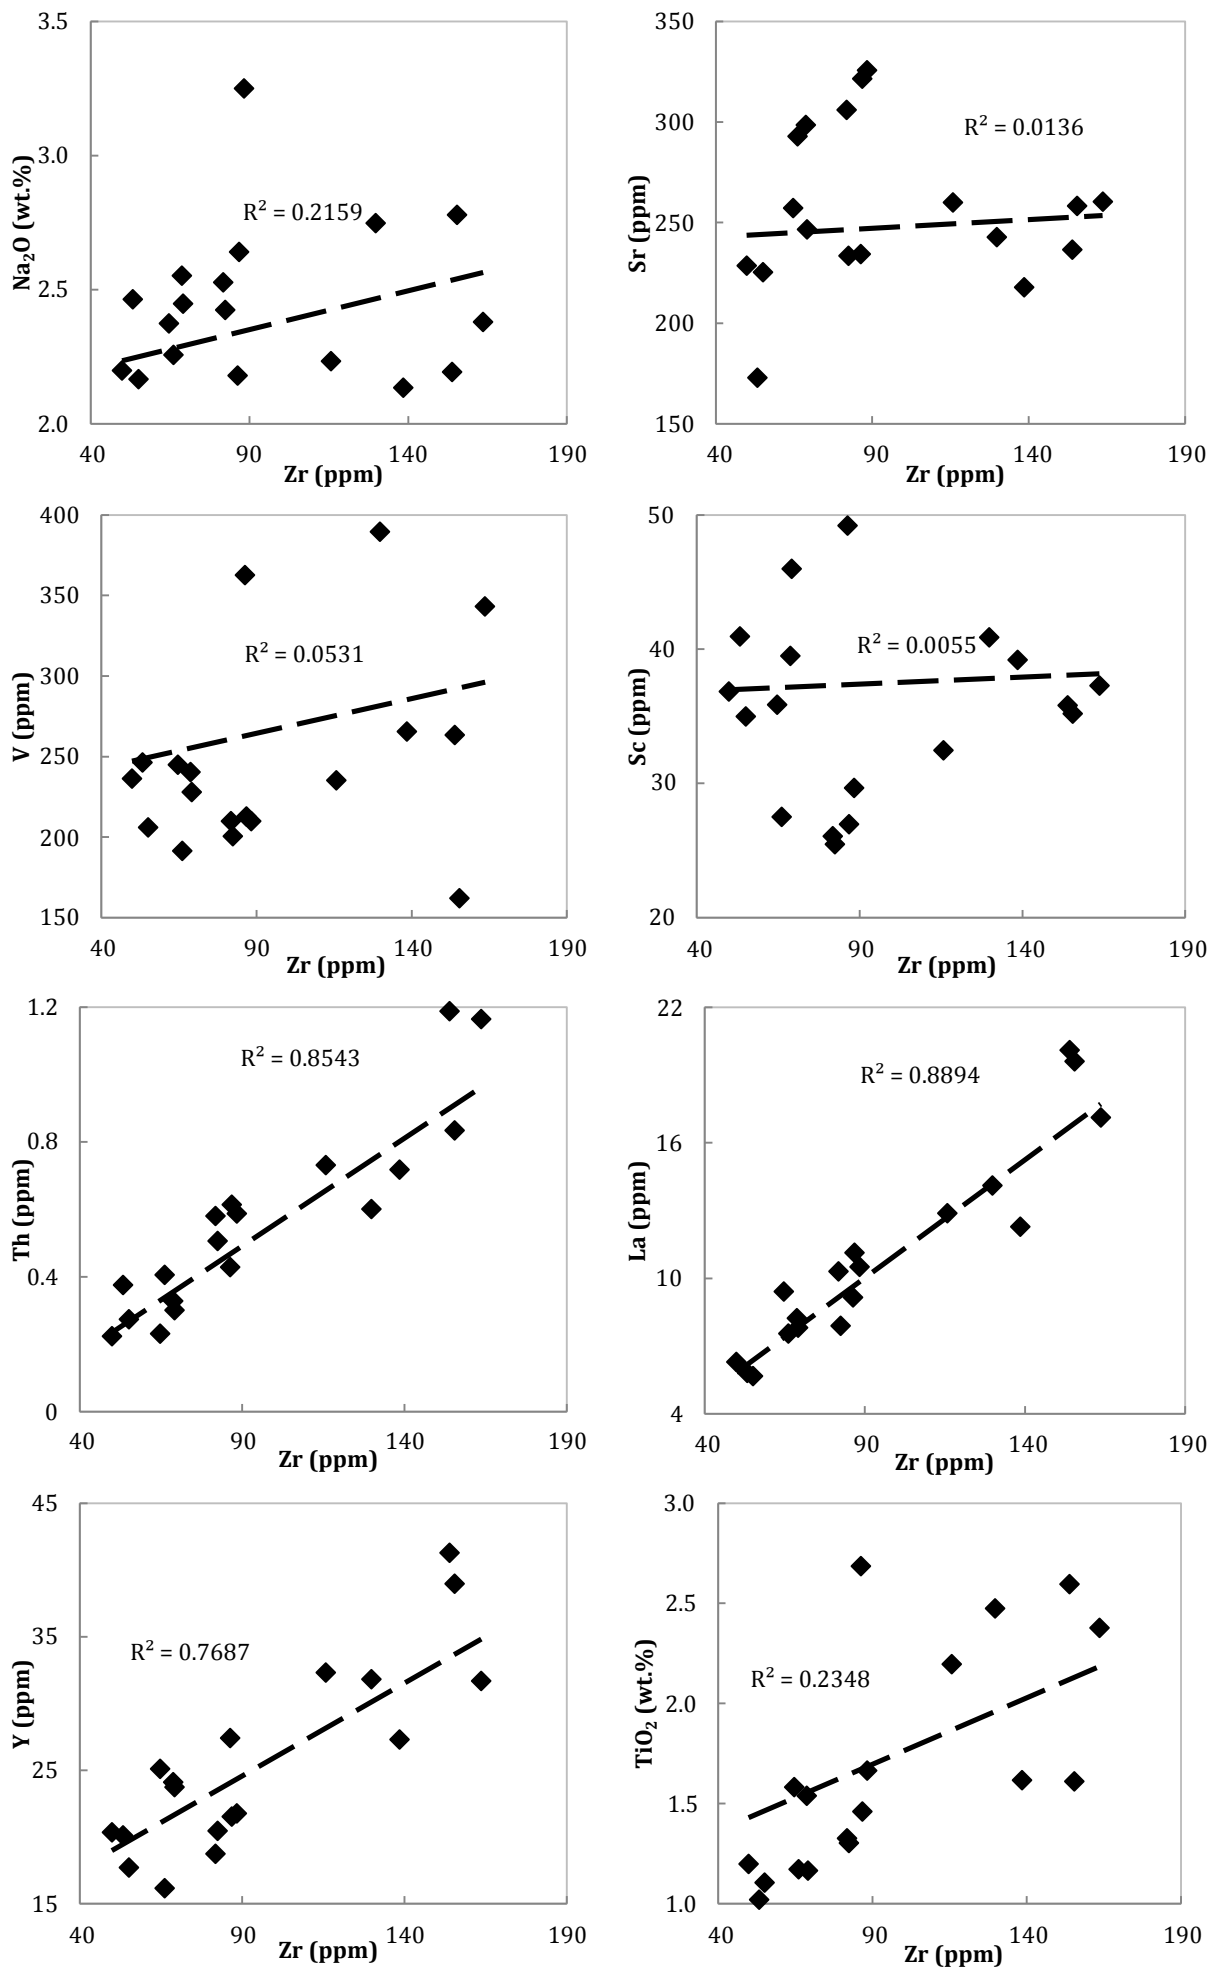 3.5
3.0
2.5
2.0
Na₂O (wt.%)
R² = 0.2159
40 90 140 190
Zr (ppm)
350
300
250
200
150
Sr (ppm)
R² = 0.0136
40 90 140 190
Zr (ppm)
400
350
300
250
200
150
V (ppm)
R² = 0.0531
40 90 140 190
Zr (ppm)
50
40
30
20
Sc (ppm)
R² = 0.0055
40 90 140 190
Zr (ppm)
1.2
0.8
0.4
0
Th (ppm)
R² = 0.8543
40 90 140 190
Zr (ppm)
22
16
10
4
La (ppm)
R² = 0.8894
40 90 140 190
Zr (ppm)
45
35
25
15
Y (ppm)
R² = 0.7687
40 90 140 190
Zr (ppm)
3.0
2.5
2.0
1.5
1.0
TiO₂ (wt.%)
R² = 0.2348
40 90 140 190
Zr (ppm)